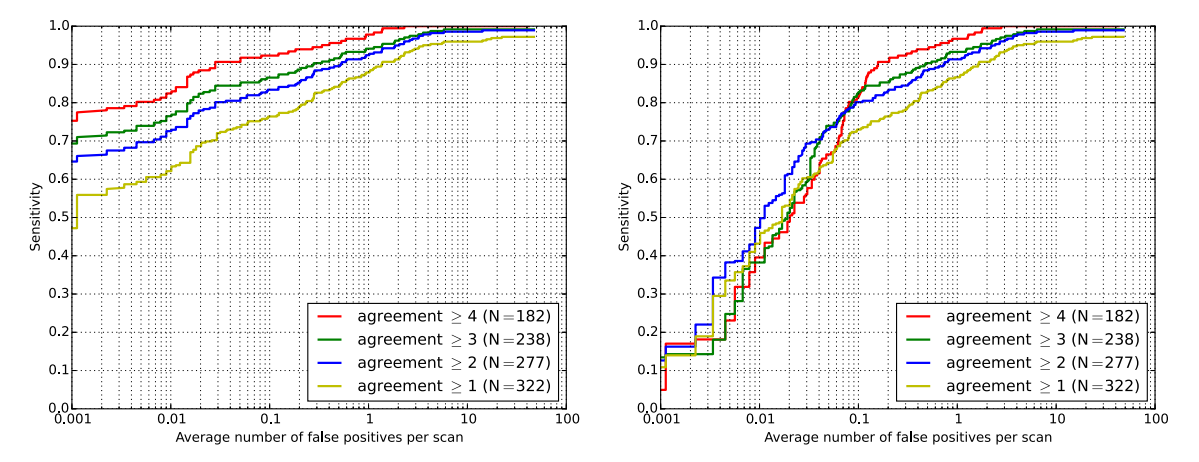 1.0
0.9
0.8
0.7
0.6
0.5
0.4
0.3
0.2
0.1
0.0
Sensitivity
0.001 0.01 0.1 1 10 100
Average number of false positives per scan
agreement ≥ 4 (N=182)
agreement ≥ 3 (N=238)
agreement ≥ 2 (N=277)
agreement ≥ 1 (N=322)
1.0
0.9
0.8
0.7
0.6
0.5
0.4
0.3
0.2
0.1
0.0
Sensitivity
0.001 0.01 0.1 1 10 100
Average number of false positives per scan
agreement ≥ 4 (N=182)
agreement ≥ 3 (N=238)
agreement ≥ 2 (N=277)
agreement ≥ 1 (N=322)